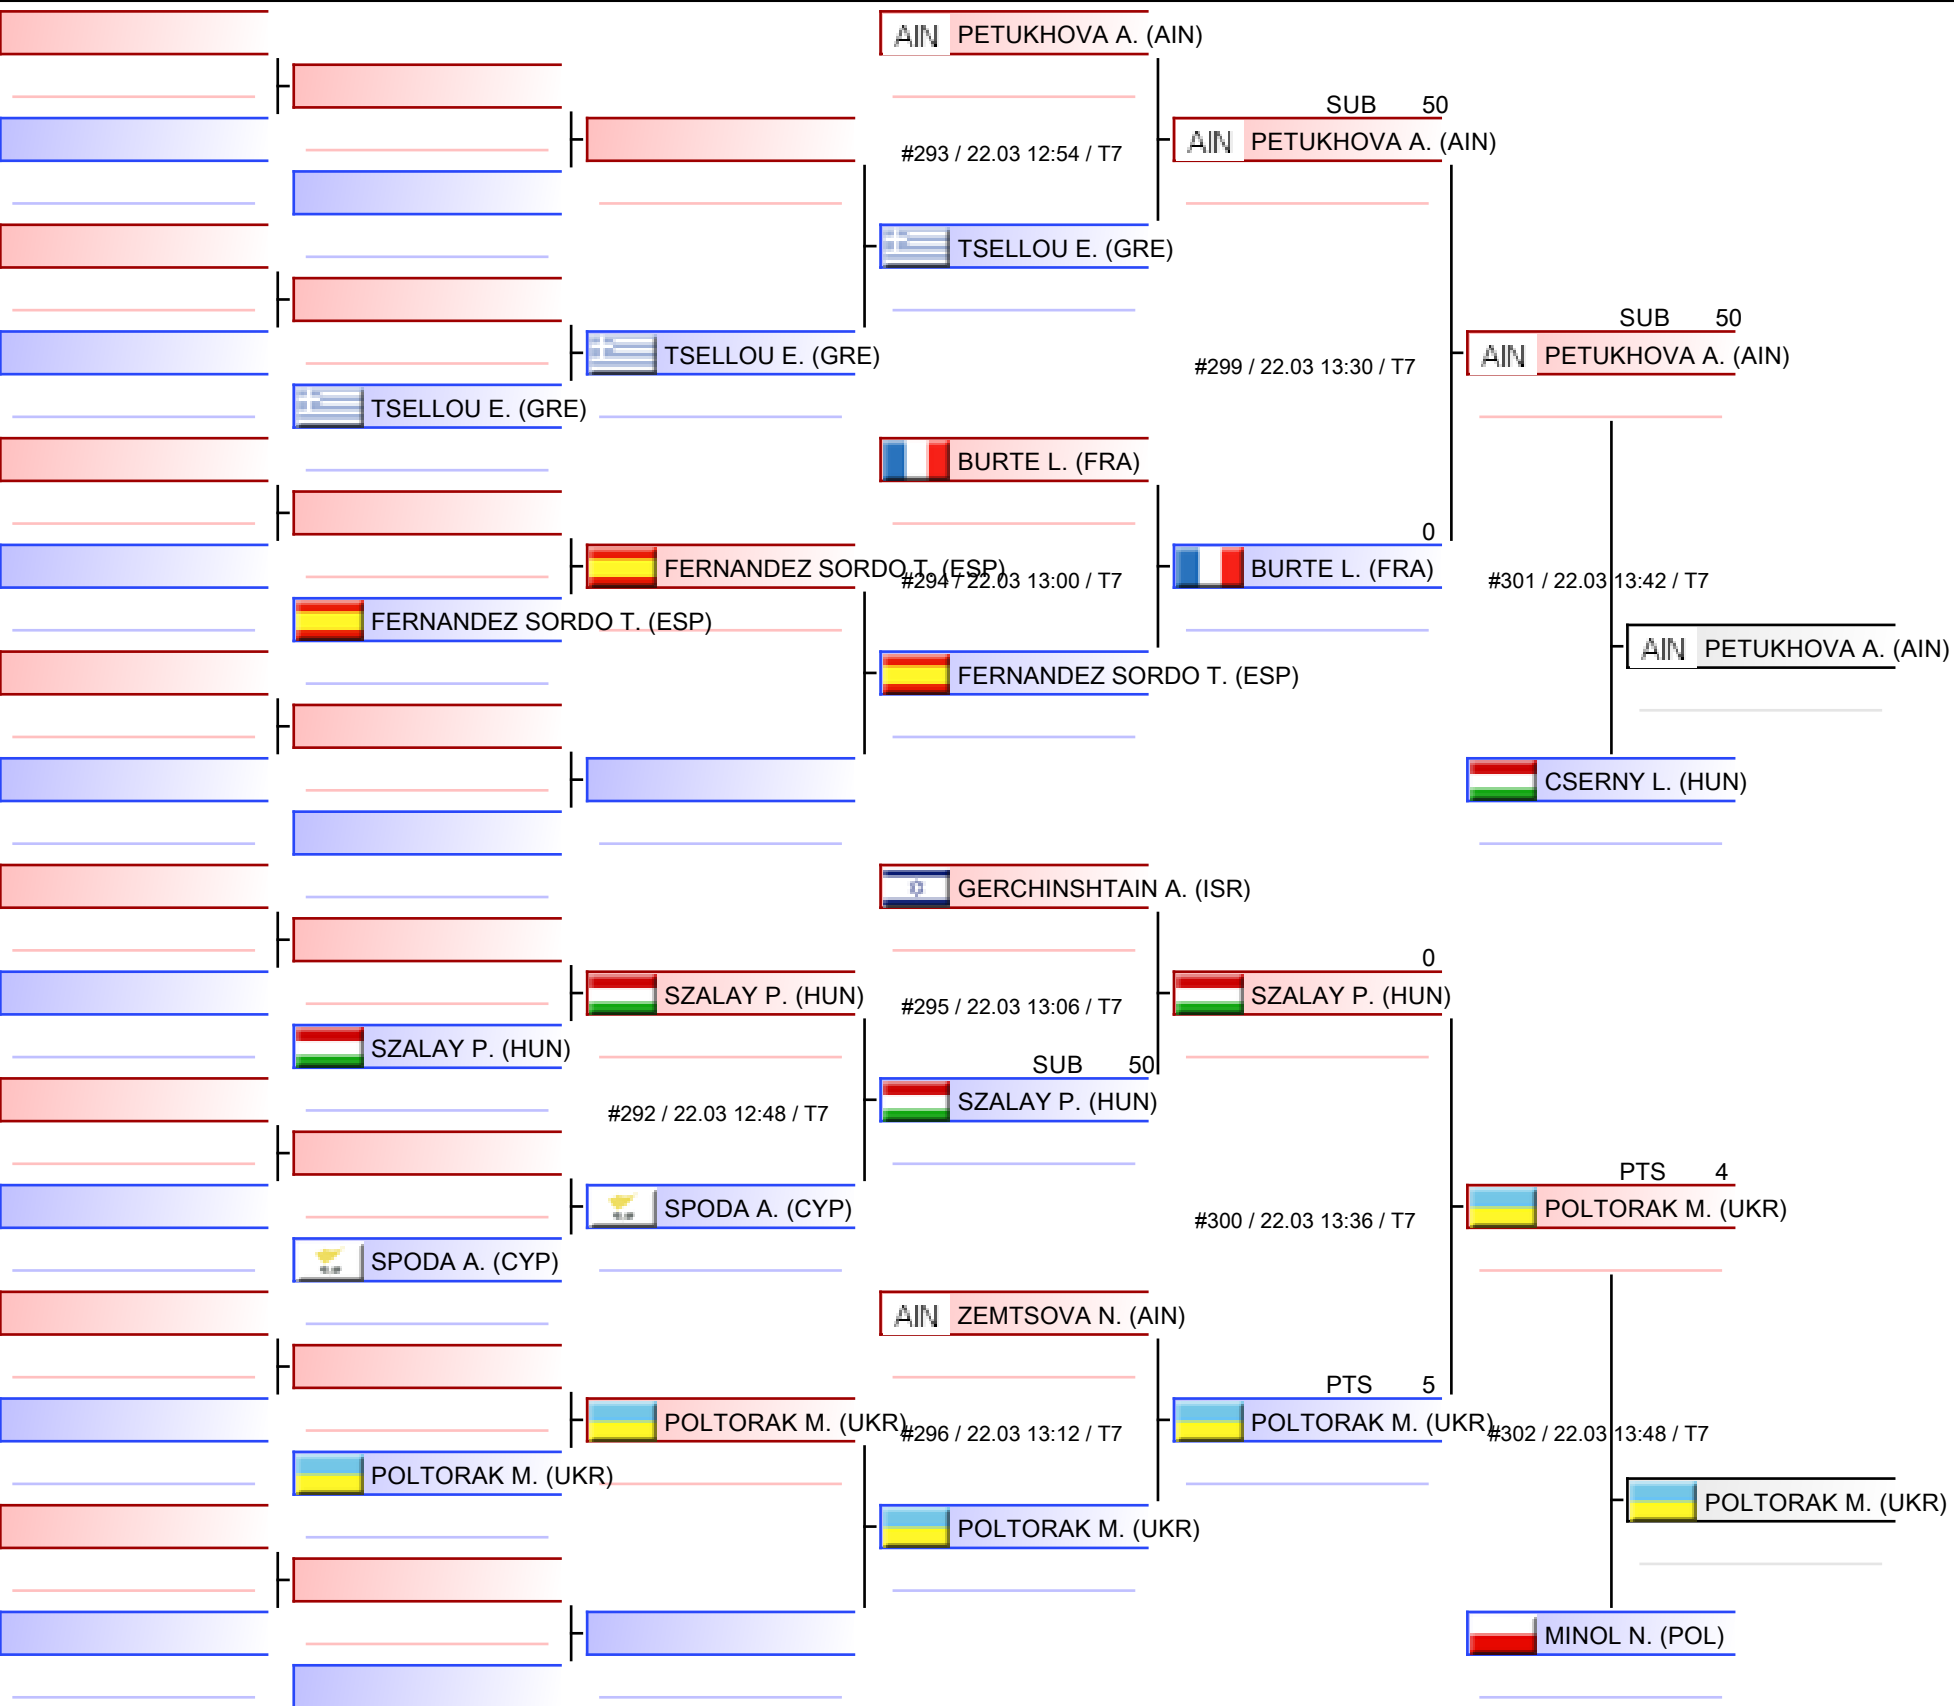 AIN PETUKHOVA A. (AIN)
SUB 50
#293 / 22.03 12:54 / T7
AIN PETUKHOVA A. (AIN)
TSELLOU E. (GRE)
SUB 50
TSELLOU E. (GRE)
#299 / 22.03 13:30 / T7
AIN PETUKHOVA A. (AIN)
TSELLOU E. (GRE)
BURTE L. (FRA)
0
FERNANDEZ SORDO T. (ESP)
#294 / 22.03 13:00 / T7
BURTE L. (FRA)
#301 / 22.03 13:42 / T7
FERNANDEZ SORDO T. (ESP)
AIN PETUKHOVA A. (AIN)
FERNANDEZ SORDO T. (ESP)
CSERNY L. (HUN)
GERCHINSHTAIN A. (ISR)
0
SZALAY P. (HUN)
#295 / 22.03 13:06 / T7
SZALAY P. (HUN)
SZALAY P. (HUN)
SUB 50
#292 / 22.03 12:48 / T7
SZALAY P. (HUN)
PTS 4
SPODA A. (CYP)
#300 / 22.03 13:36 / T7
POLTORAK M. (UKR)
SPODA A. (CYP)
AIN ZEMTSOVA N. (AIN)
PTS 5
POLTORAK M. (UKR)
#296 / 22.03 13:12 / T7
POLTORAK M. (UKR)
#302 / 22.03 13:48 / T7
POLTORAK M. (UKR)
POLTORAK M. (UKR)
POLTORAK M. (UKR)
MINOL N. (POL)